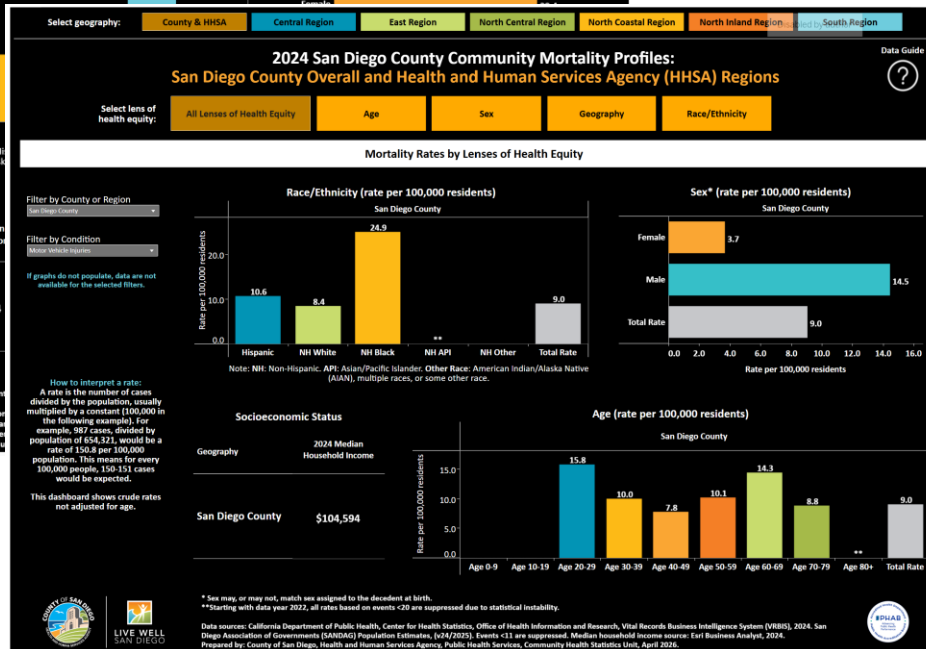 Female
Select geography:
County & HHSA
Central Region
East Region
North Central Region
North Coastal Region
North Inland Region
South Region
2024 San Diego County Community Mortality Profiles:
San Diego County Overall and Health and Human Services Agency (HHSA) Regions
Data Guide
?
Select lens of
health equity:
All Lenses of Health Equity
Age
Sex
Geography
Race/Ethnicity
Mortality Rates by Lenses of Health Equity
Filter by County or Region
San Diego County
Filter by Condition
Motor Vehicle Injuries
If graphs do not populate, data are not
available for the selected filters.
How to interpret a rate:
A rate is the number of cases
divided by the population, usually
multiplied by a constant (100,000 in
the following example). For
example, 987 cases, divided by
population of 654,321, would be a
rate of 150.8 per 100,000
population. This means for every
100,000 people, 150-151 cases
would be expected.
This dashboard shows crude rates
not adjusted for age.
Race/Ethnicity (rate per 100,000 residents)
San Diego County
Rate per 100,000 residents
20.0
10.0
0.0
10.6
8.4
24.9
**
9.0
Hispanic
NH White
NH Black
NH API
NH Other
Total Rate
Note: NH: Non-Hispanic. API: Asian/Pacific Islander. Other Race: American Indian/Alaska Native
(AIAN), multiple races, or some other race.
Sex* (rate per 100,000 residents)
San Diego County
Female
3.7
Male
14.5
Total Rate
9.0
0.0 2.0 4.0 6.0 8.0 10.0 12.0 14.0 16.0
Rate per 100,000 residents
Socioeconomic Status
Geography
2024 Median
Household Income
San Diego County
$104,594
Age (rate per 100,000 residents)
San Diego County
Rate per 100,000 residents
15.0
10.0
5.0
0.0
15.8
10.0
7.8
10.1
14.3
8.8
**
9.0
Age 0-9
Age 10-19
Age 20-29
Age 30-39
Age 40-49
Age 50-59
Age 60-69
Age 70-79
Age 80+
Total Rate
* Sex may, or may not, match sex assigned to the decedent at birth.
**Starting with data year 2022, all rates based on events <20 are suppressed due to statistical instability.
Data sources: California Department of Public Health, Center for Health Statistics, Office of Health Information and Research, Vital Records Business Intelligence System (VRBIS), 2024. San
Diego Association of Governments (SANDAG) Population Estimates, (v24/2025). Events <11 are suppressed. Median household income source: Esri Business Analyst, 2024.
Prepared by: County of San Diego, Health and Human Services Agency, Public Health Services, Community Health Statistics Unit, April 2026.
COUNTY OF SAN DIEGO
LIVE WELL
SAN DIEGO
PHAB